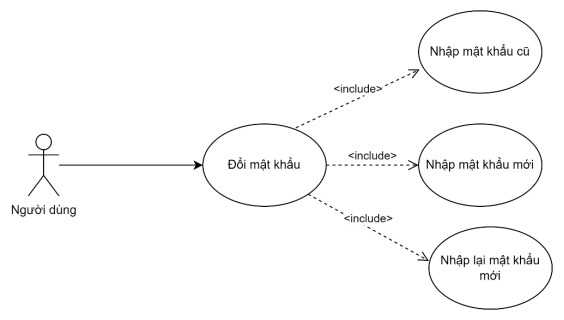 Nhập mật khẩu cũ
<include>
Đổi mật khẩu
<include>
Nhập mật khẩu mới
Người dùng
<include>
Nhập lại mật khẩu
mới